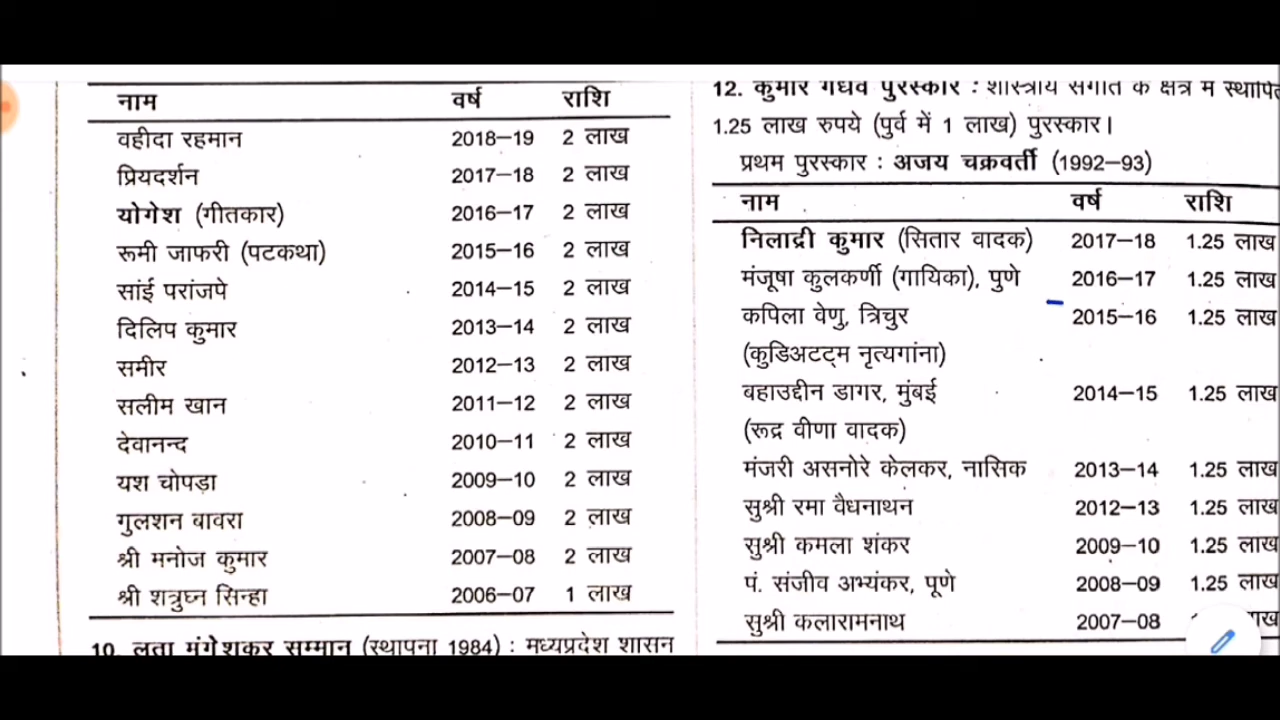 नाम वर्ष राशि
वहीदा रहमान 2018–19 2 लाख
प्रियदर्शन 2017–18 2 लाख
योगेश (गीतकार) 2016–17 2 लाख
रूमी जाफरी (पटकथा) 2015–16 2 लाख
सांई परांजपे 2014–15 2 लाख
दिलिप कुमार 2013–14 2 लाख
समीर 2012–13 2 लाख
सलीम खान 2011–12 2 लाख
देवानन्द 2010–11 2 लाख
यश चोपड़ा 2009–10 2 लाख
गुलशन बावरा 2008–09 2 लाख
श्री मनोज कुमार 2007–08 2 लाख
श्री शत्रुघ्न सिन्हा 2006–07 1 लाख
10. लता मंगेशकर सम्मान (स्थापना 1984) : मध्यप्रदेश शासन
12. कुमार गंधर्व पुरस्कार : शास्त्रीय संगीत के क्षेत्र में स्थापित
1.25 लाख रुपये (पुर्व में 1 लाख) पुरस्कार।
प्रथम पुरस्कार : अजय चक्रवर्ती (1992–93)
नाम वर्ष राशि
निलाद्री कुमार (सितार वादक) 2017–18 1.25 लाख
मंजूषा कुलकर्णी (गायिका), पुणे 2016–17 1.25 लाख
कपिला वेणु, त्रिचुर 2015–16 1.25 लाख
(कुडिअटट्म नृत्यगांना)
बहाउद्दीन डागर, मुंबई 2014–15 1.25 लाख
(रूद्र वीणा वादक)
मंजरी असनोरे केलकर, नासिक 2013–14 1.25 लाख
सुश्री रमा वैधनाथन 2012–13 1.25 लाख
सुश्री कमला शंकर 2009–10 1.25 लाख
पं. संजीव अभ्यंकर, पूणे 2008–09 1.25 लाख
सुश्री कलारामनाथ 2007–08